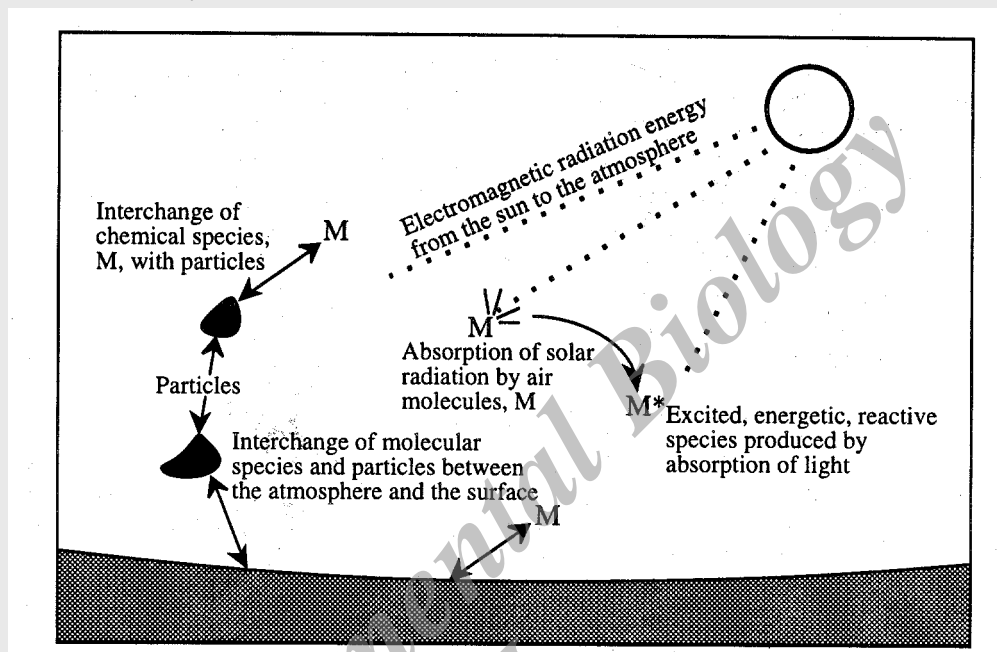 Electromagnetic radiation energy
from the sun to the atmosphere
Interchange of
chemical species,
M, with particles
M
M
Absorption of solar
radiation by air
molecules, M
Particles
M*
Excited, energetic, reactive
species produced by
absorption of light
Interchange of molecular
species and particles between
the atmosphere and the surface
M
mental Biology